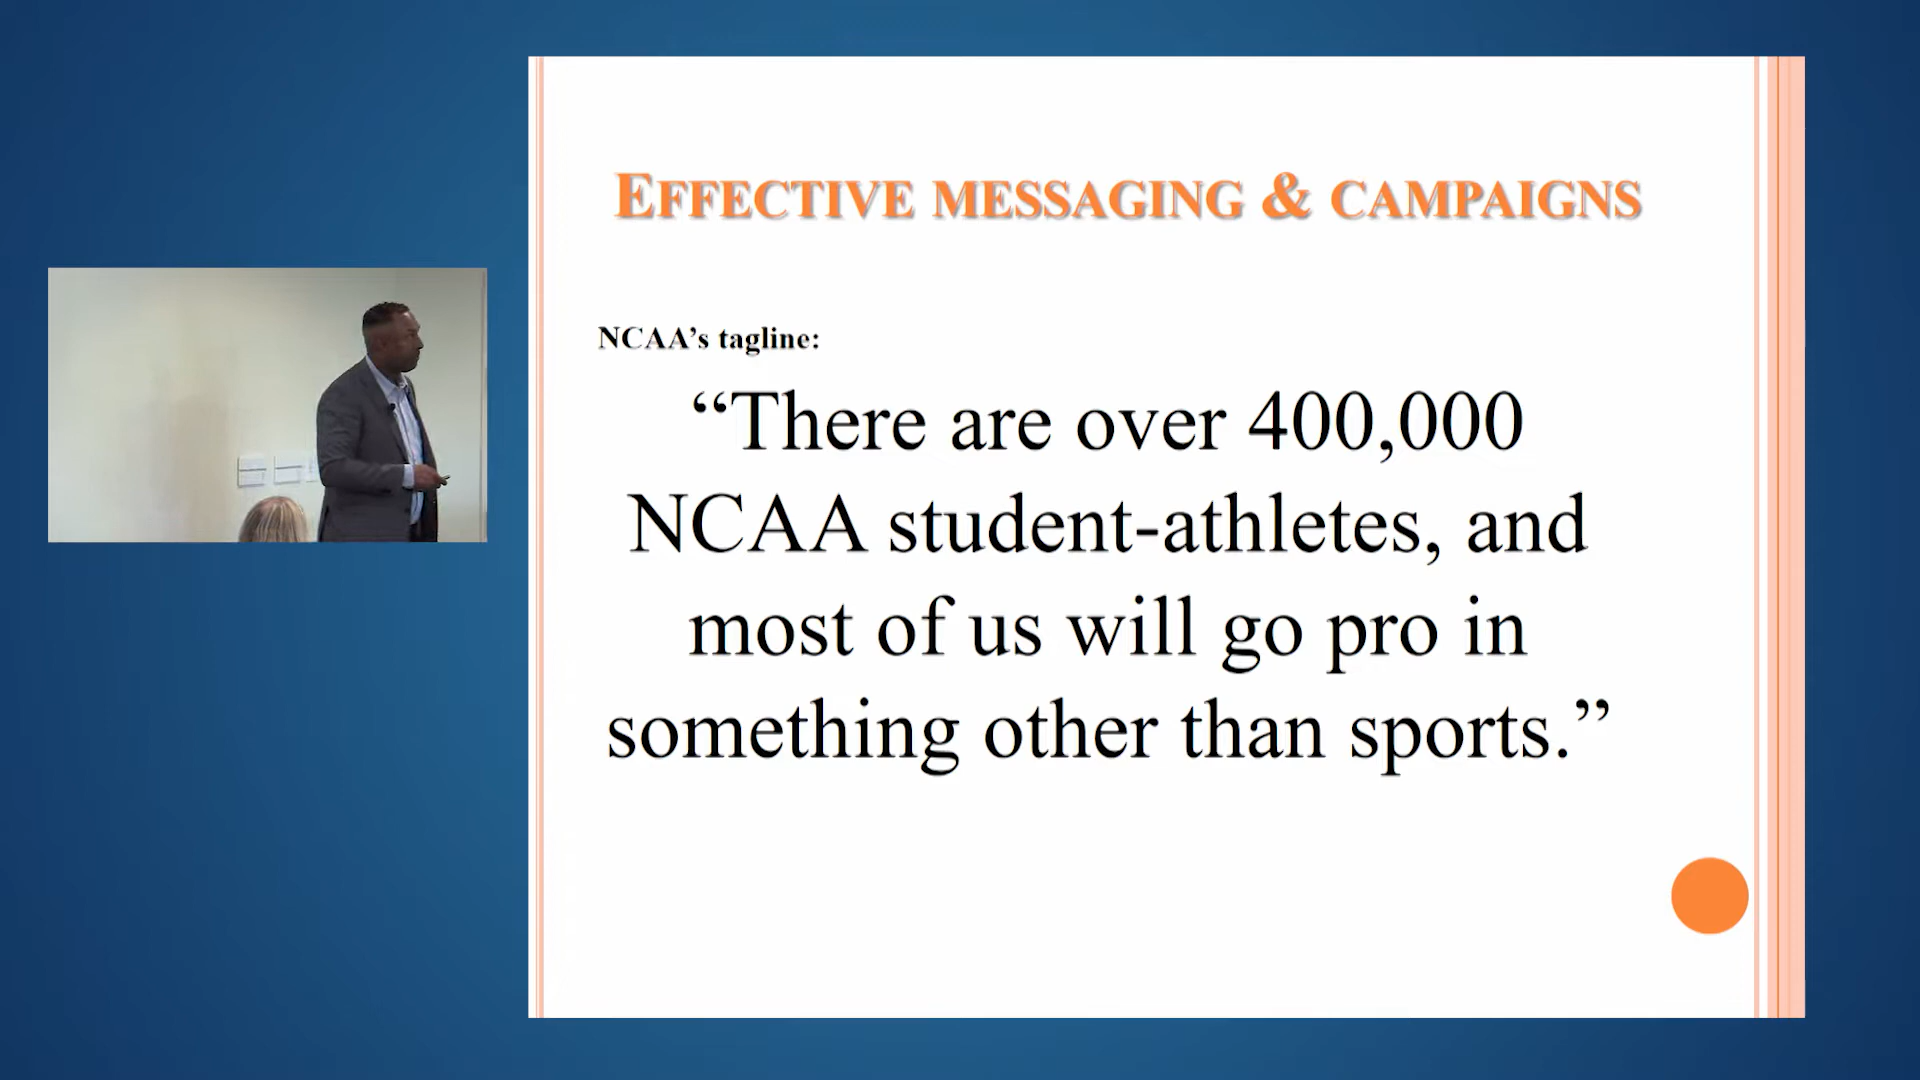 EFFECTIVE MESSAGING & CAMPAIGNS
NCAA’s tagline:
“There are over 400,000
NCAA student-athletes, and
most of us will go pro in
something other than sports.”